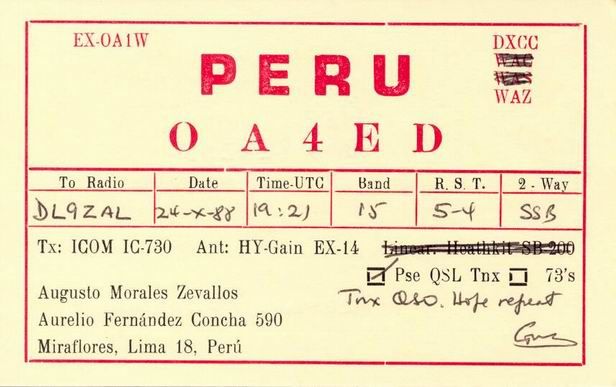 EX-OA1W
DXCC
WAC
WAS
WAZ
PERU
OA4ED
To Radio Date Time-UTC Band R. S. T. 2 - Way
DL9ZAL 24-X-88 19:21 15 5-4 SSB
Tx: ICOM IC-730 Ant: HY-Gain EX-14 Linear: Heathkit SB-200
Pse QSL Tnx 73's
Tnx QSO. Hope repeat
Augusto Morales Zevallos
Aurelio Fernández Concha 590
Miraflores, Lima 18, Perú